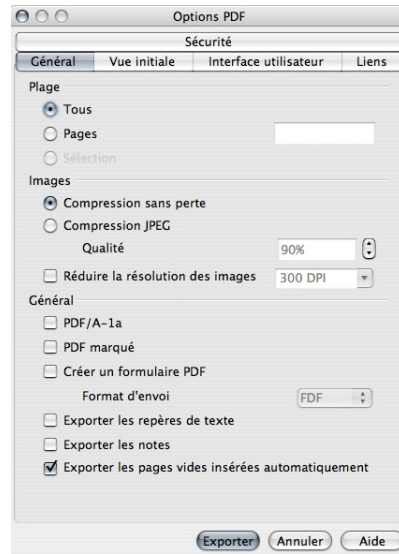 Options PDF
Sécurité
Général Vue initiale Interface utilisateur Liens
Plage
Tous
Pages
Sélection
Images
Compression sans perte
Compression JPEG
Qualité 90%
Réduire la résolution des images 300 DPI
Général
PDF/A-1a
PDF marqué
Créer un formulaire PDF
Format d'envoi FDF
Exporter les repères de texte
Exporter les notes
Exporter les pages vides insérées automatiquement
Exporter Annuler Aide